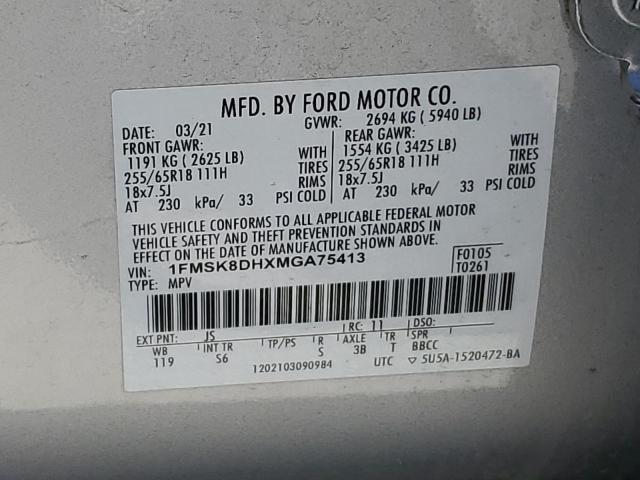 MFD. BY FORD MOTOR CO.
DATE: 03/21 GVWR: 2694 KG ( 5940 LB)
FRONT GAWR: REAR GAWR:
1191 KG ( 2625 LB) WITH 1554 KG ( 3425 LB) WITH
255/65R18 111H TIRES 255/65R18 111H TIRES
18x7.5J RIMS 18x7.5J RIMS
AT 230 kPa/ 33 PSI COLD AT 230 kPa/ 33 PSI COLD
THIS VEHICLE CONFORMS TO ALL APPLICABLE FEDERAL MOTOR
VEHICLE SAFETY AND THEFT PREVENTION STANDARDS IN
EFFECT ON THE DATE OF MANUFACTURE SHOWN ABOVE.
VIN: 1FMSK8DHXMGA75413 F0105
TYPE: MPV T0261
EXT PNT: JS RC: 11 DSO:
WB INT TR TP/PS R AXLE TR SPR
119 S6 S 3B T BBCC
1202103090984 UTC ▽ 5U5A-1520472-BA